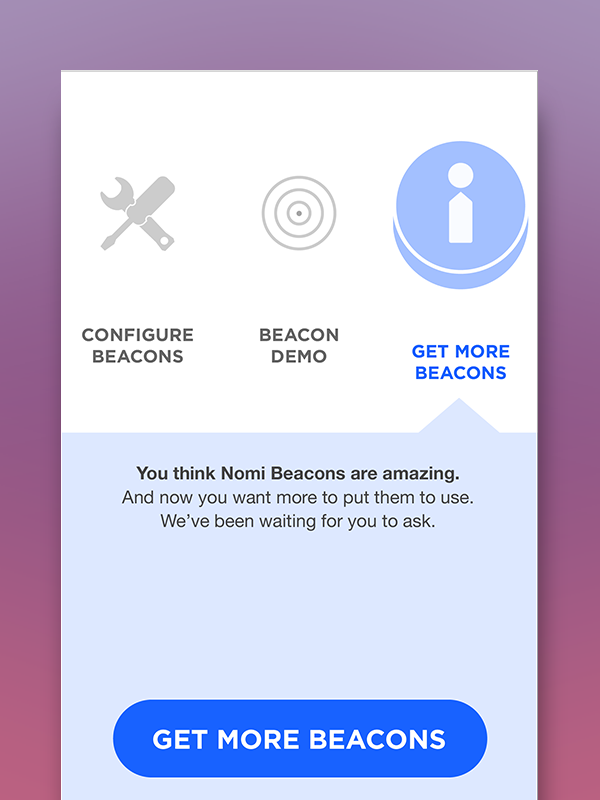 CONFIGURE
BEACONS
BEACON
DEMO
GET MORE
BEACONS
You think Nomi Beacons are amazing.
And now you want more to put them to use.
We’ve been waiting for you to ask.
GET MORE BEACONS